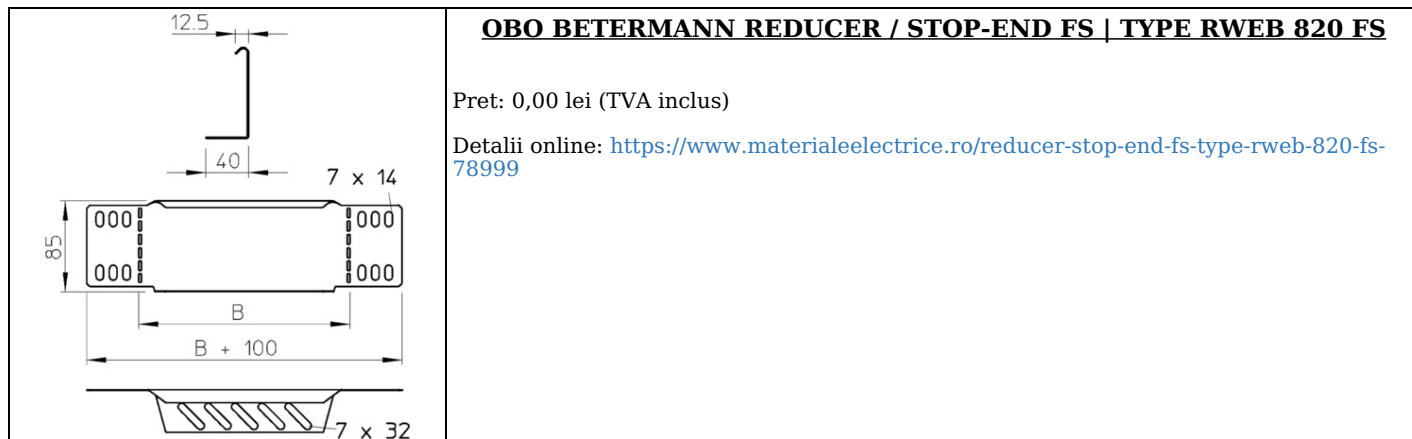 12.5
40
7 x 14
85
B
B + 100
7 x 32
OBO BETERMANN REDUCER / STOP-END FS | TYPE RWEB 820 FS
Pret: 0,00 lei (TVA inclus)
Detalii online: https://www.materialeelectrice.ro/reducer-stop-end-fs-type-rweb-820-fs-
78999